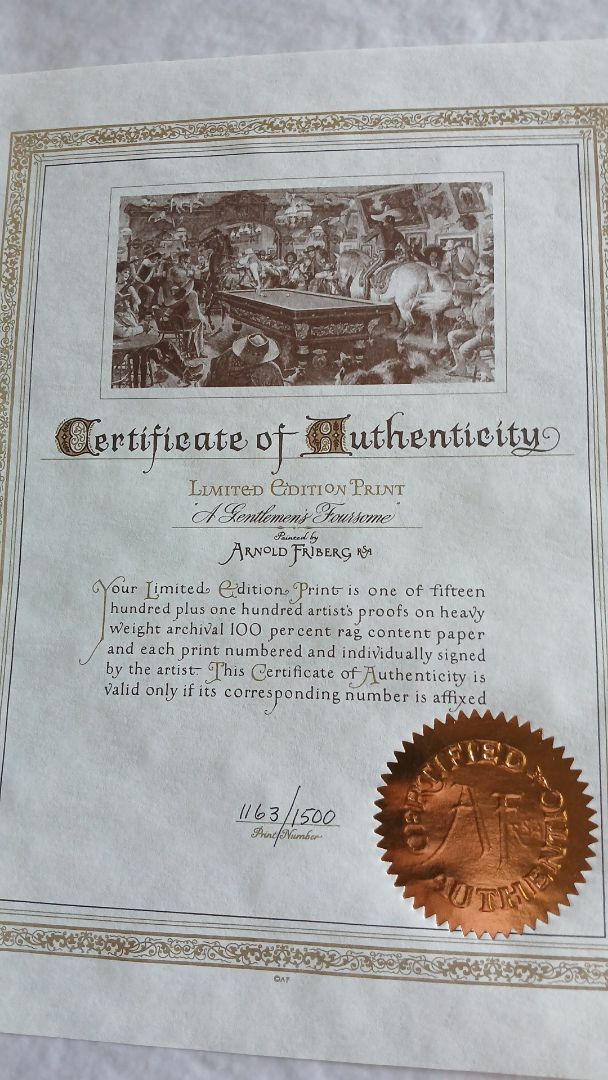 Certificate of Authenticity
LIMITED EDITION PRINT
"A Gentlemen's Foursome"
Painted by
ARNOLD FRIBERG RSA
Your Limited Edition Print is one of fifteen
hundred plus one hundred artist's proofs on heavy
weight archival 100 per cent rag content paper
and each print numbered and individually signed
by the artist. This Certificate of Authenticity is
valid only if its corresponding number is affixed
1163/1500
Print Number
CERTIFIED
AF
RSA
AUTHENTIC
©AF